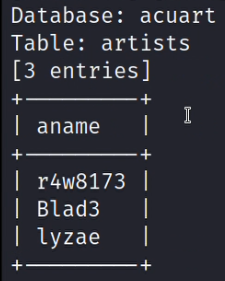 Database: acuart
Table: artists
[3 entries]
+---------+
| aname   |
+---------+
| r4w8173 |
| Blad3   |
| lyzae   |
+---------+